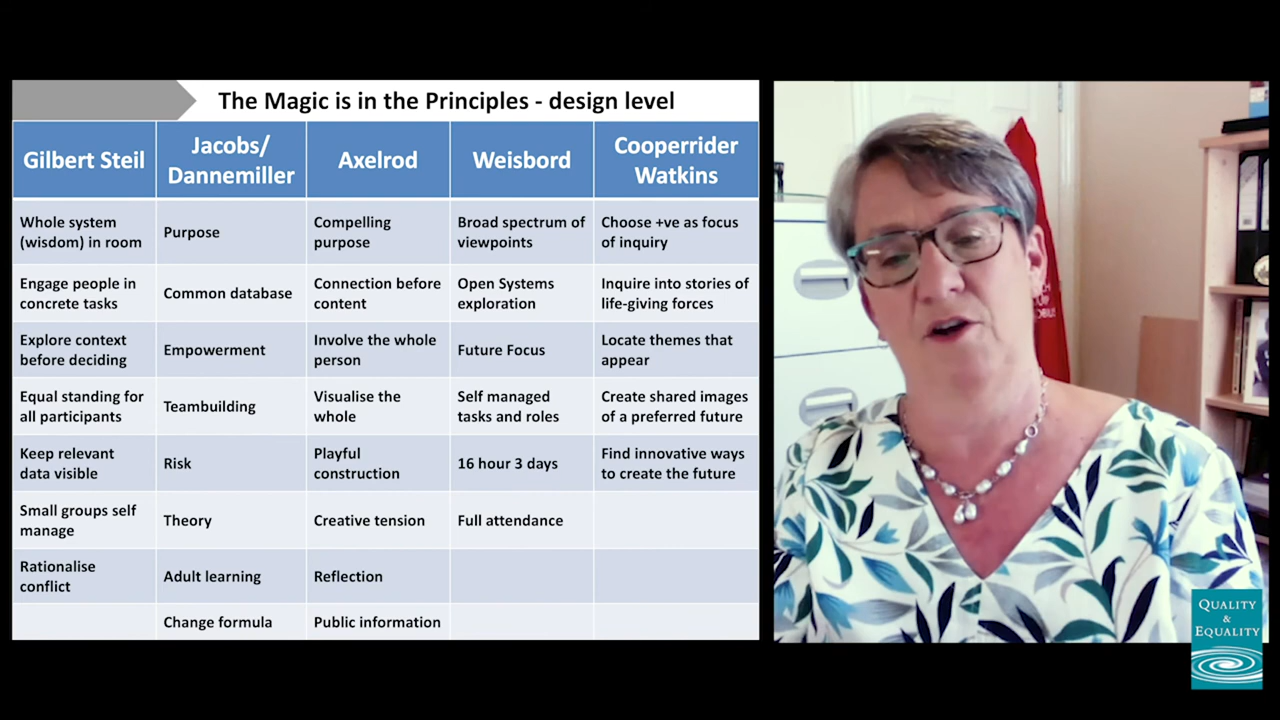 The Magic is in the Principles - design level
Gilbert Steil
Jacobs/
Dannemiller
Axelrod
Weisbord
Cooperrider
Watkins
Whole system
(wisdom) in room
Purpose
Compelling
purpose
Broad spectrum of
viewpoints
Choose +ve as focus
of inquiry
Engage people in
concrete tasks
Common database
Connection before
content
Open Systems
exploration
Inquire into stories of
life-giving forces
Explore context
before deciding
Empowerment
Involve the whole
person
Future Focus
Locate themes that
appear
Equal standing for
all participants
Teambuilding
Visualise the
whole
Self managed
tasks and roles
Create shared images
of a preferred future
Keep relevant
data visible
Risk
Playful
construction
16 hour 3 days
Find innovative ways
to create the future
Small groups self
manage
Theory
Creative tension
Full attendance
Rationalise
conflict
Adult learning
Reflection
Change formula
Public information
QUALITY
&
EQUALITY